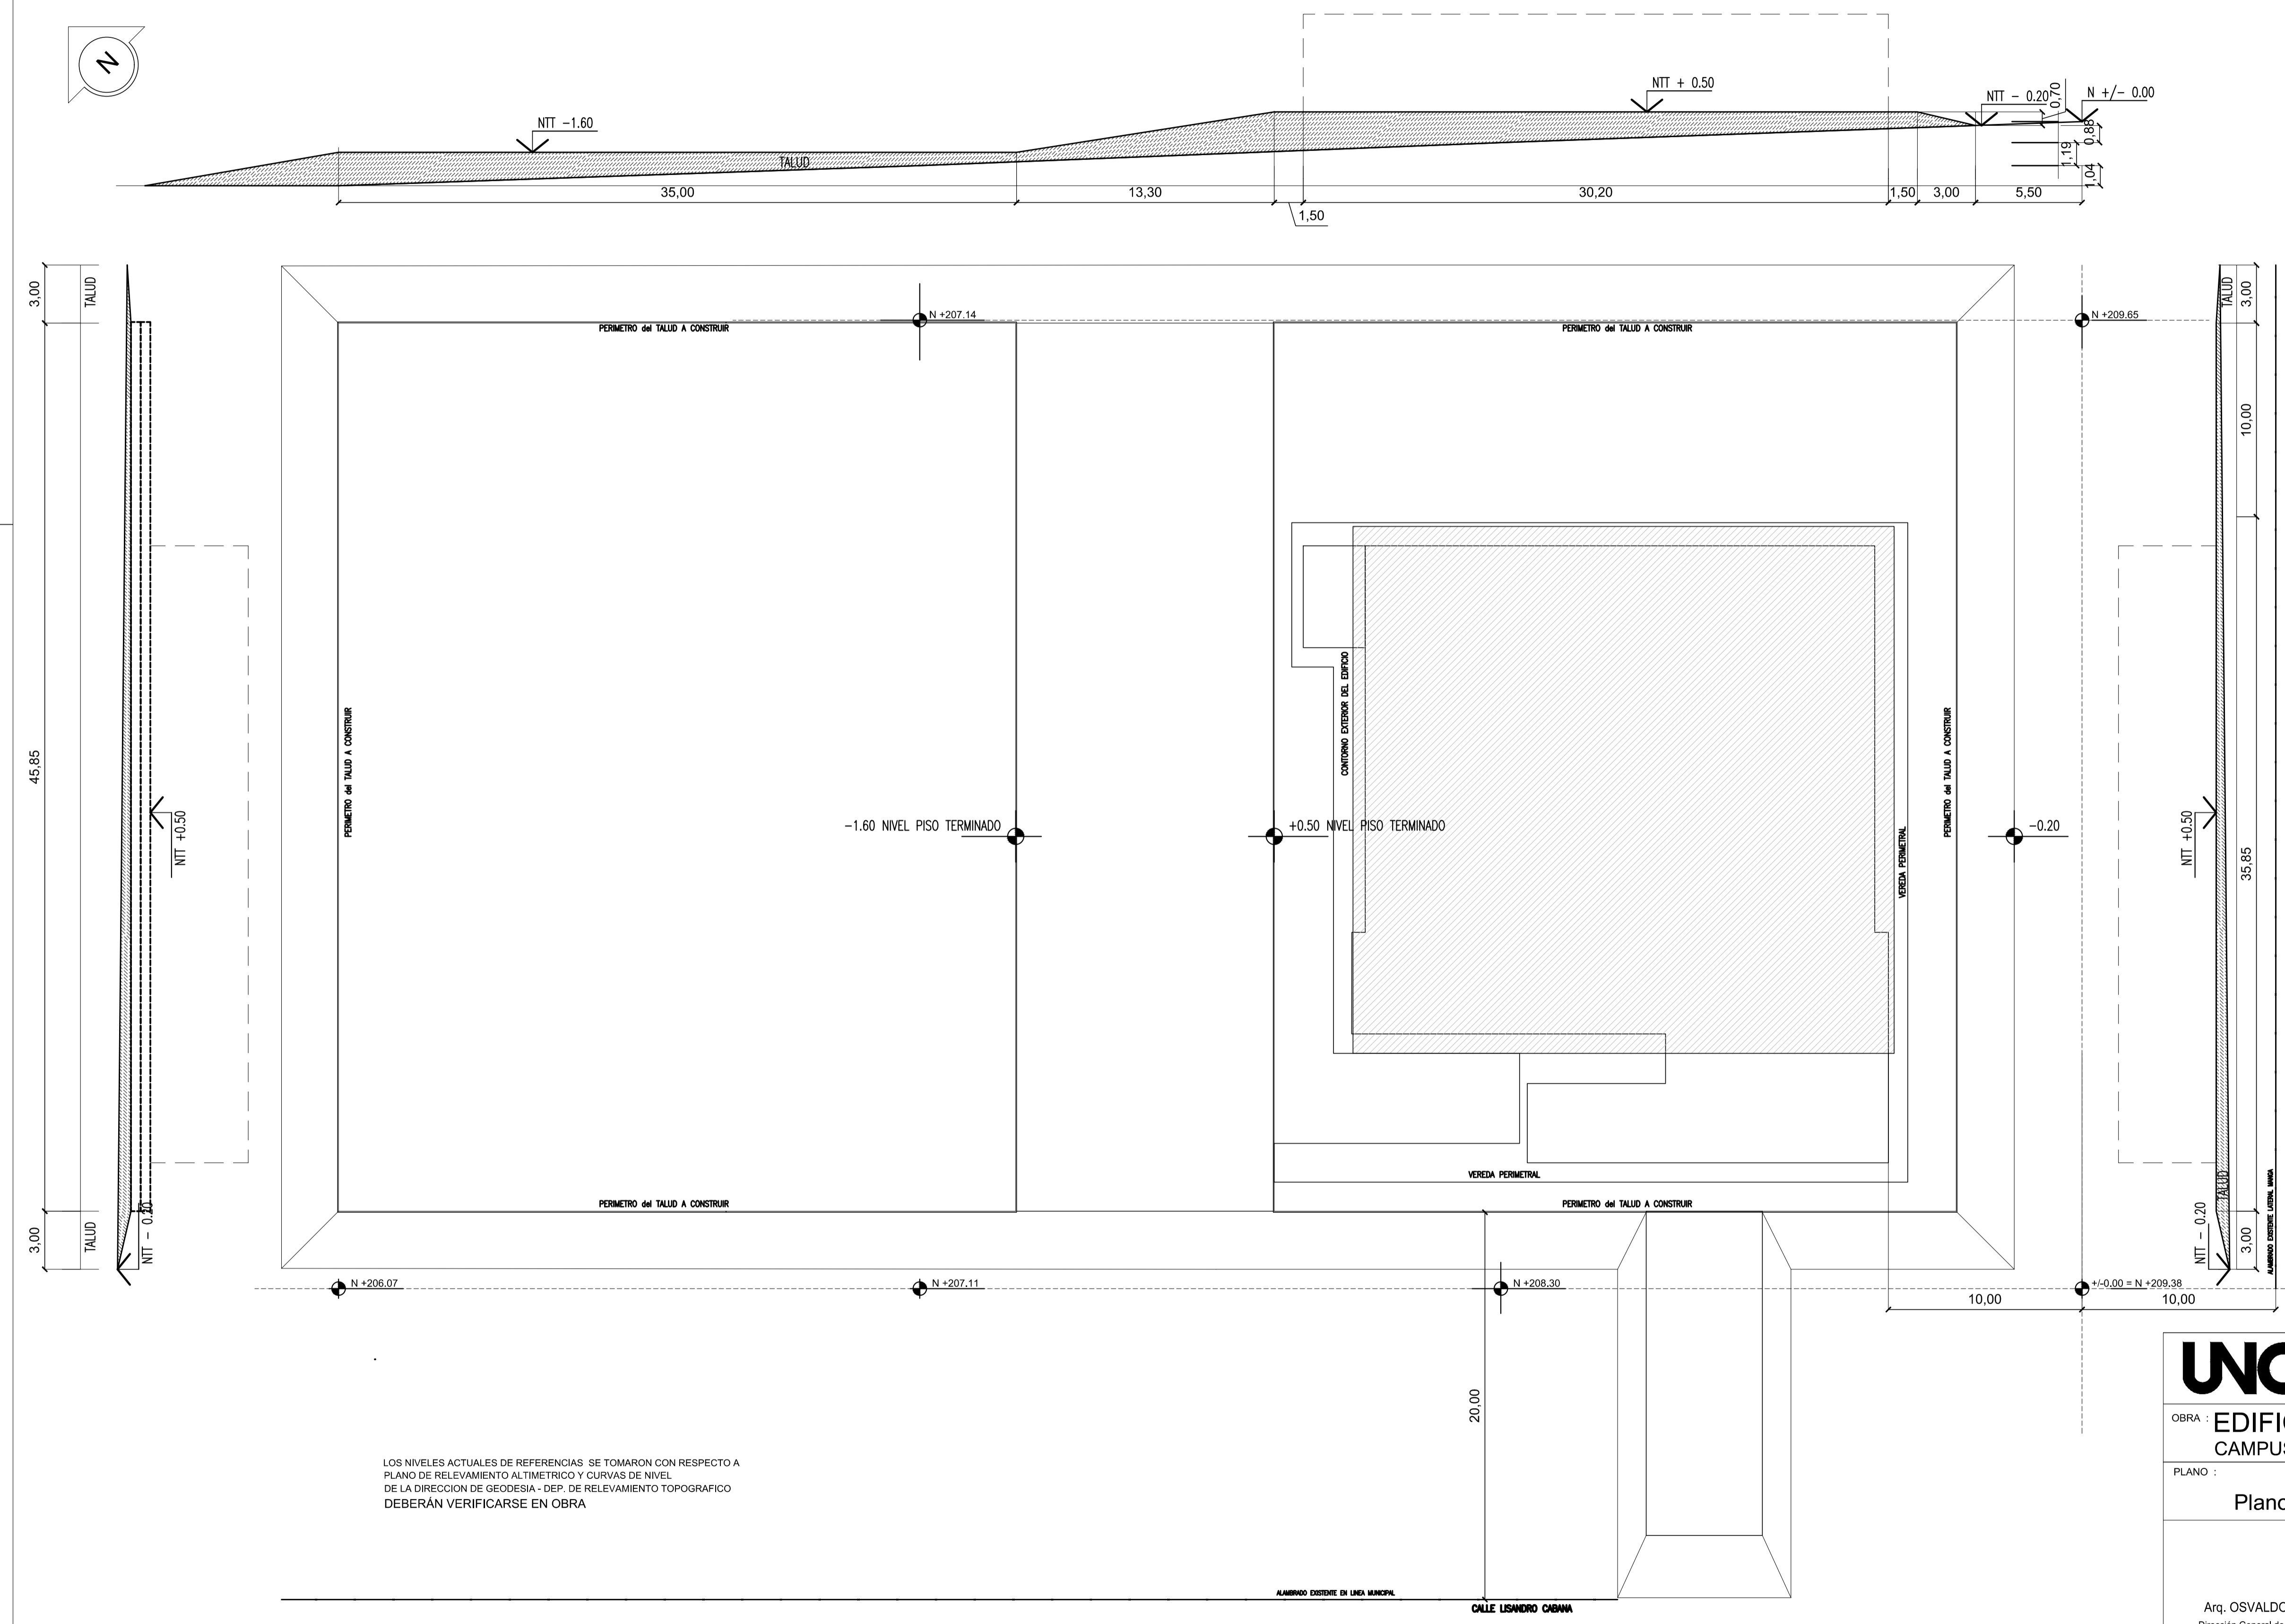 N
NTT + 0.50
NTT - 0.20
0,70
N +/- 0.00
NTT -1.60
TALUD
0,88
1,19
1,04
35,00
13,30
1,50
30,20
1,50
3,00
5,50
3,00
TALUD
N +207.14
N +209.65
TALUD
3,00
PERIMETRO del TALUD A CONSTRUIR
PERIMETRO del TALUD A CONSTRUIR
10,00
CONTORNO EXTERIOR DEL EDIFICIO
PERIMETRO del TALUD A CONSTRUIR
PERIMETRO del TALUD A CONSTRUIR
45,85
NTT +0.50
-1.60 NIVEL PISO TERMINADO
+0.50 NIVEL PISO TERMINADO
-0.20
VEREDA PERIMETRAL
NTT +0.50
35,85
VEREDA PERIMETRAL
PERIMETRO del TALUD A CONSTRUIR
PERIMETRO del TALUD A CONSTRUIR
3,00
TALUD
NTT - 0.20
TALUD
NTT - 0.20
3,00
ALAMBRADO EXISTENTE LATERAL MANGA
N +206.07
N +207.11
N +208.30
+/-0.00 = N +209.38
10,00
10,00
20,00
UNC
OBRA :
EDIFI
CAMPUS
PLANO :
Plano
LOS NIVELES ACTUALES DE REFERENCIAS SE TOMARON CON RESPECTO A
PLANO DE RELEVAMIENTO ALTIMETRICO Y CURVAS DE NIVEL
DE LA DIRECCION DE GEODESIA - DEP. DE RELEVAMIENTO TOPOGRAFICO
DEBERÁN VERIFICARSE EN OBRA
ALAMBRADO EXISTENTE EN LINEA MUNICIPAL
CALLE LISANDRO CABANA
Arq. OSVALDO
Dirección General de